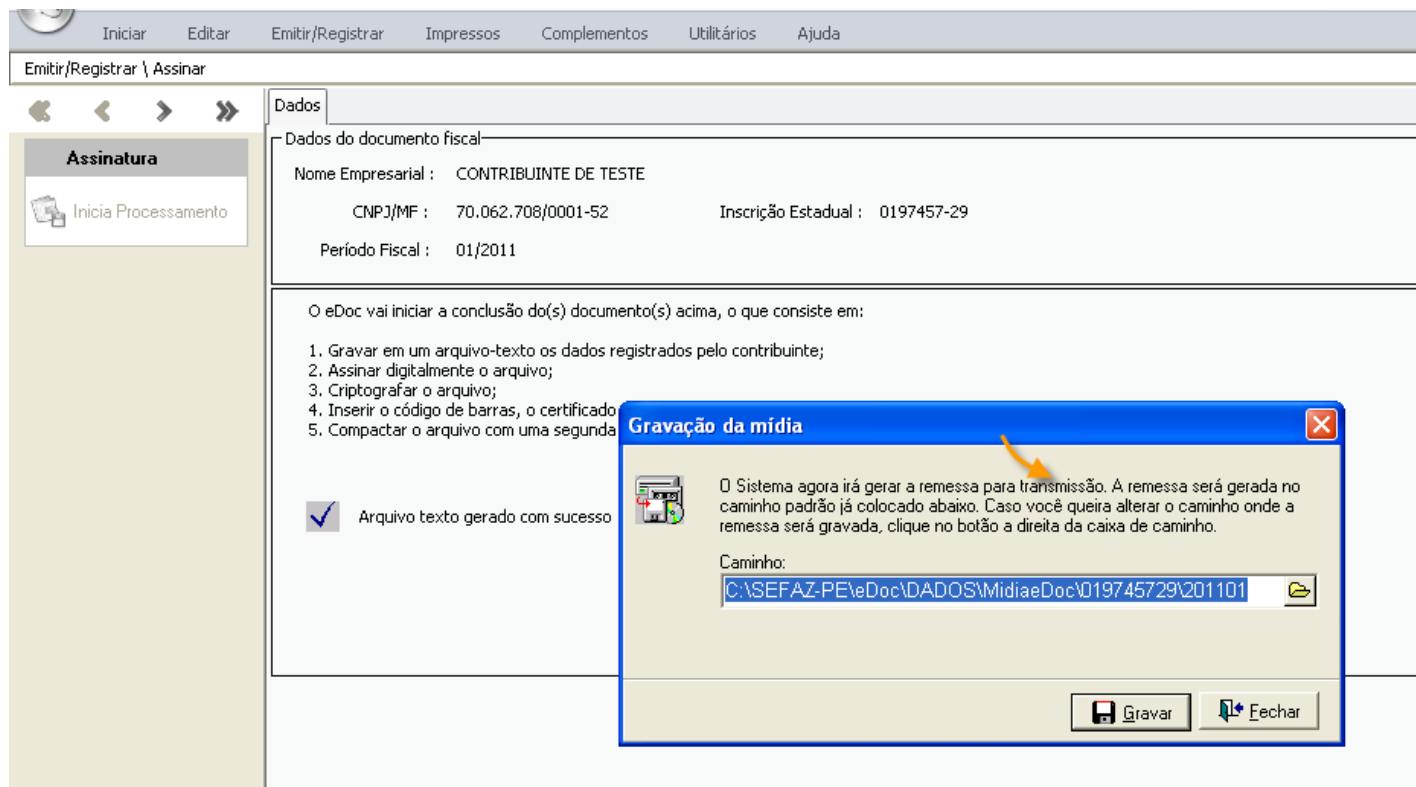 Iniciar Editar Emitir/Registrar Impressos Complementos Utilitários Ajuda
Emitir/Registrar \ Assinar
Dados
Assinatura
Inicia Processamento
Dados do documento fiscal
Nome Empresarial : CONTRIBUINTE DE TESTE
CNPJ/MF : 70.062.708/0001-52 Inscrição Estadual : 0197457-29
Período Fiscal : 01/2011
O eDoc vai iniciar a conclusão do(s) documento(s) acima, o que consiste em:
1. Gravar em um arquivo-texto os dados registrados pelo contribuinte;
2. Assinar digitalmente o arquivo;
3. Criptografar o arquivo;
4. Inserir o código de barras, o certificado
5. Compactar o arquivo com uma segunda
Arquivo texto gerado com sucesso
Gravação da mídia
O Sistema agora irá gerar a remessa para transmissão. A remessa será gerada no
caminho padrão já colocado abaixo. Caso você queira alterar o caminho onde a
remessa será gravada, clique no botão a direita da caixa de caminho.
Caminho:
C:\SEFAZ-PE\eDoc\DADOS\MidiaeDoc\019745729\201101
Gravar Fechar